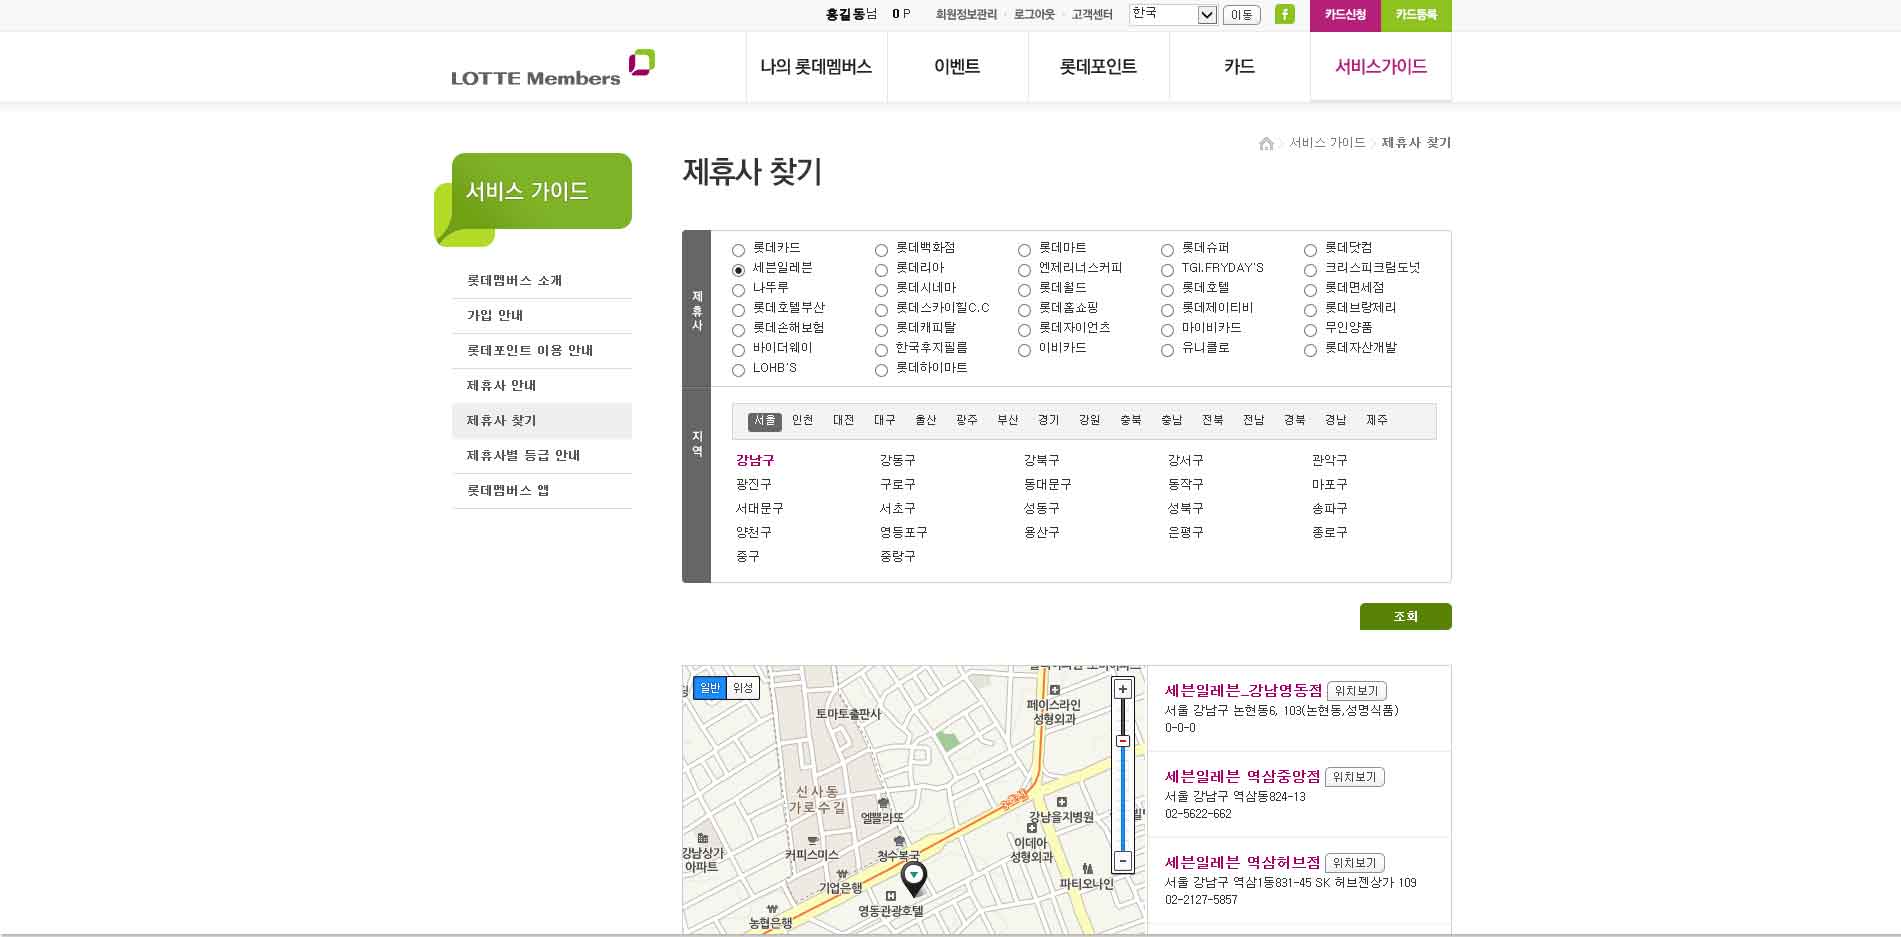 홍길동님 0 P 회원정보관리 로그아웃 고객센터 한국 이동 f 카드신청 카드등록
LOTTE Members 나의 롯데멤버스 이벤트 롯데포인트 카드 서비스가이드
서비스 가이드 제휴사 찾기
서비스 가이드
롯데멤버스 소개
가입 안내
롯데포인트 이용 안내
제휴사 안내
제휴사 찾기
제휴사별 등급 안내
롯데멤버스 앱
제휴사 찾기
제휴사
롯데카드 롯데백화점 롯데마트 롯데슈퍼 롯데닷컴
세븐일레븐 롯데리아 엔제리너스커피 TGI.FRYDAY'S 크리스피크림도넛
나뚜루 롯데시네마 롯데월드 롯데호텔 롯데면세점
롯데호텔부산 롯데스카이힐C.C 롯데홈쇼핑 롯데제이티비 롯데브랑제리
롯데손해보험 롯데캐피탈 롯데자이언츠 마이비카드 무인양품
바이더웨이 한국후지필름 이비카드 유니클로 롯데자산개발
LOHB'S 롯데하이마트
지역
서울 인천 대전 대구 울산 광주 부산 경기 강원 충북 충남 전북 전남 경북 경남 제주
강남구 강동구 강북구 강서구 관악구
광진구 구로구 동대문구 동작구 마포구
서대문구 서초구 성동구 성북구 송파구
양천구 영등포구 용산구 은평구 종로구
중구 중랑구
조회
일반 위성
토마토출판사
페이스라인
성형외과
신사동
가로수길
3호선
엘쁠라또
강남을지병원
이데아
성형외과
강남상가
아파트
커피스미스
청수복국
기업은행
파티오나인
영동관광호텔
농협은행
세븐일레븐_강남영동점 위치보기
서울 강남구 논현동6, 103(논현동,성명식품)
0-0-0
세븐일레븐 역삼중앙점 위치보기
서울 강남구 역삼동824-13
02-5622-662
세븐일레븐 역삼허브점 위치보기
서울 강남구 역삼1동831-45 SK 허브젠상가 109
02-2127-5857